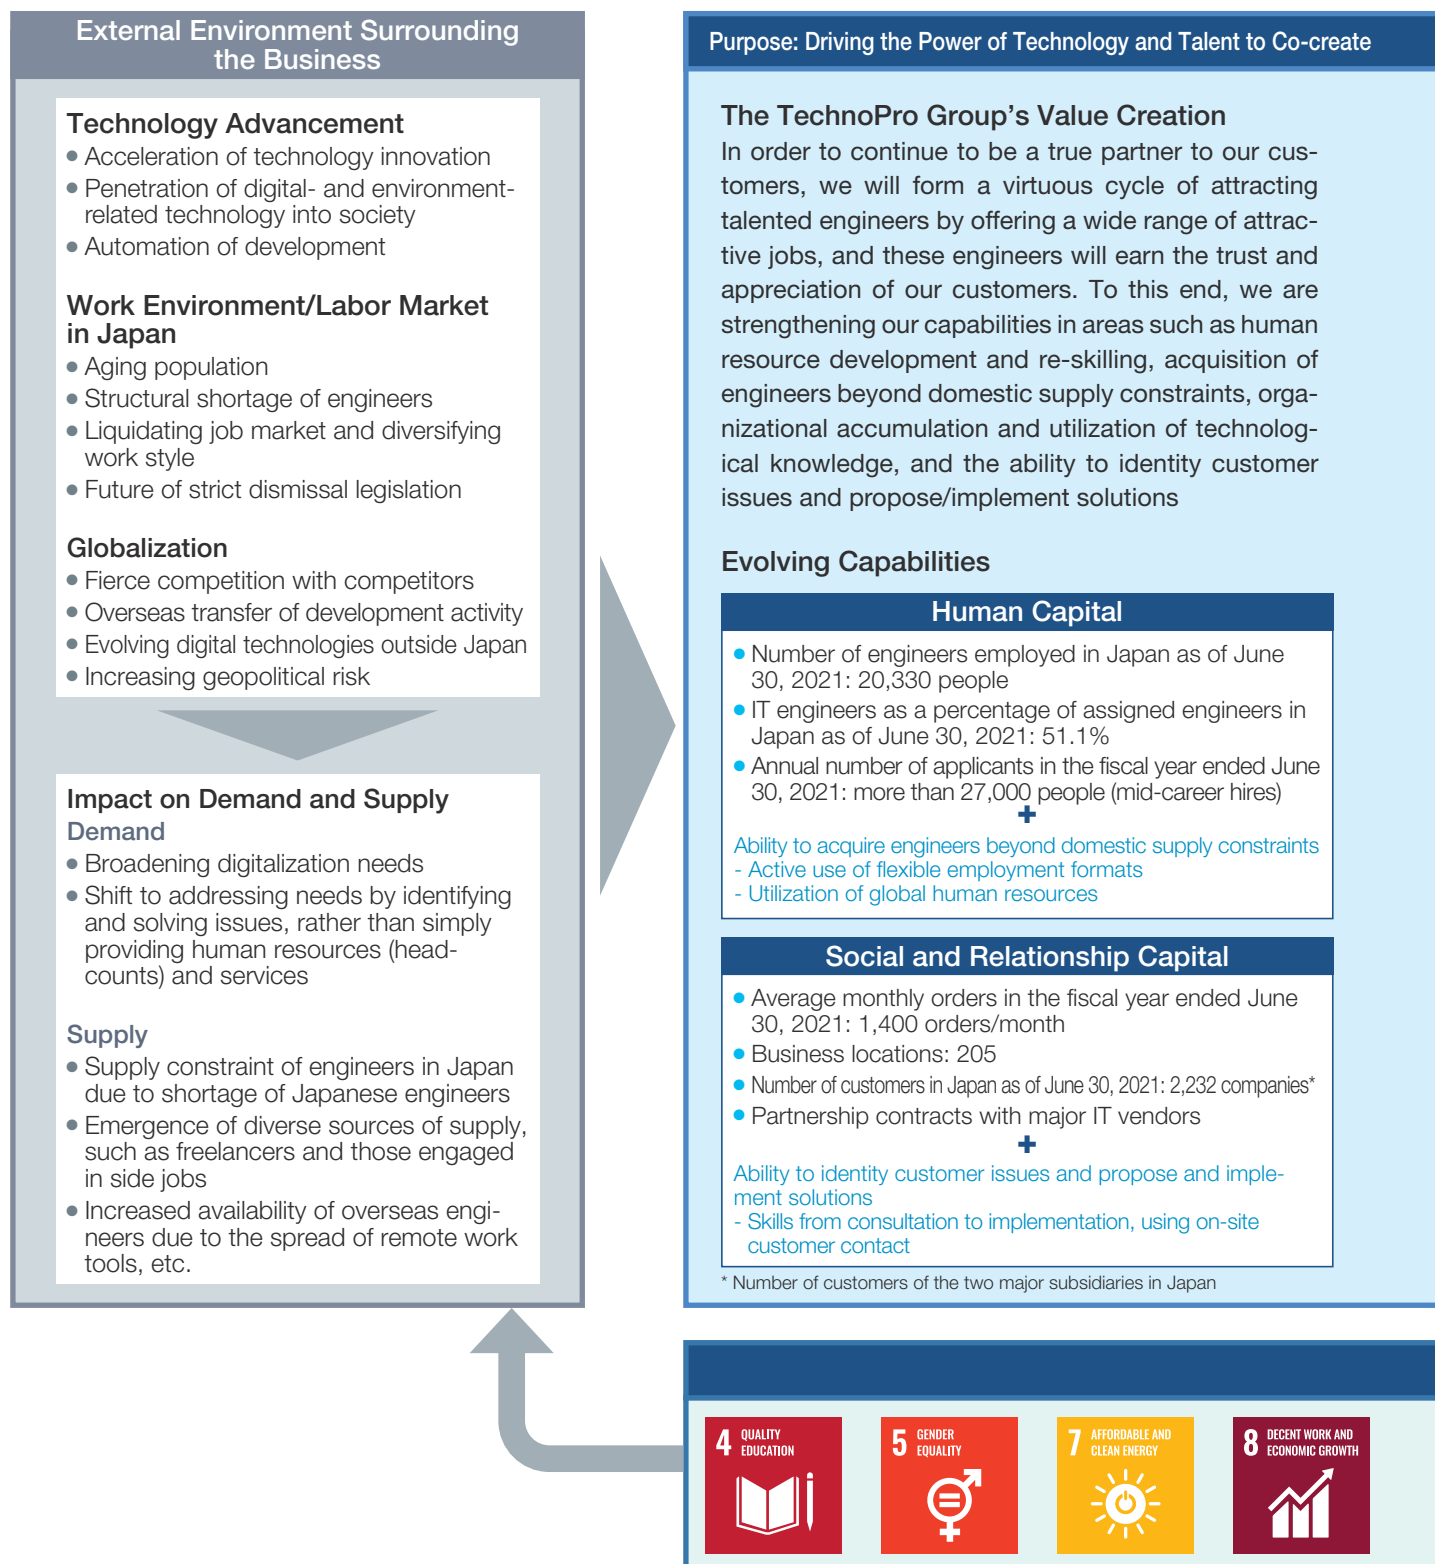 External Environment Surrounding
the Business
Technology Advancement
● Acceleration of technology innovation
● Penetration of digital- and environment-
related technology into society
● Automation of development
Work Environment/Labor Market
in Japan
● Aging population
● Structural shortage of engineers
● Liquidating job market and diversifying
work style
● Future of strict dismissal legislation
Globalization
● Fierce competition with competitors
● Overseas transfer of development activity
● Evolving digital technologies outside Japan
● Increasing geopolitical risk
Impact on Demand and Supply
Demand
● Broadening digitalization needs
● Shift to addressing needs by identifying
and solving issues, rather than simply
providing human resources (head-
counts) and services
Supply
● Supply constraint of engineers in Japan
due to shortage of Japanese engineers
● Emergence of diverse sources of supply,
such as freelancers and those engaged
in side jobs
● Increased availability of overseas engi-
neers due to the spread of remote work
tools, etc.
Purpose: Driving the Power of Technology and Talent to Co-create
The TechnoPro Group's Value Creation
In order to continue to be a true partner to our cus-
tomers, we will form a virtuous cycle of attracting
talented engineers by offering a wide range of attrac-
tive jobs, and these engineers will earn the trust and
appreciation of our customers. To this end, we are
strengthening our capabilities in areas such as human
resource development and re-skilling, acquisition of
engineers beyond domestic supply constraints, orga-
nizational accumulation and utilization of technolog-
ical knowledge, and the ability to identity customer
issues and propose/implement solutions
Evolving Capabilities
Human Capital
● Number of engineers employed in Japan as of June
30, 2021: 20,330 people
● IT engineers as a percentage of assigned engineers in
Japan as of June 30, 2021: 51.1%
● Annual number of applicants in the fiscal year ended June
30, 2021: more than 27,000 people (mid-career hires)
+
Ability to acquire engineers beyond domestic supply constraints
- Active use of flexible employment formats
- Utilization of global human resources
Social and Relationship Capital
● Average monthly orders in the fiscal year ended June
30, 2021: 1,400 orders/month
● Business locations: 205
● Number of customers in Japan as of June 30, 2021: 2,232 companies*
● Partnership contracts with major IT vendors
+
Ability to identity customer issues and propose and imple-
ment solutions
- Skills from consultation to implementation, using on-site
customer contact
* Number of customers of the two major subsidiaries in Japan
4 QUALITY
EDUCATION
5 GENDER
EQUALITY
7 AFFORDABLE AND
CLEAN ENERGY
8 DECENT WORK AND
ECONOMIC GROWTH